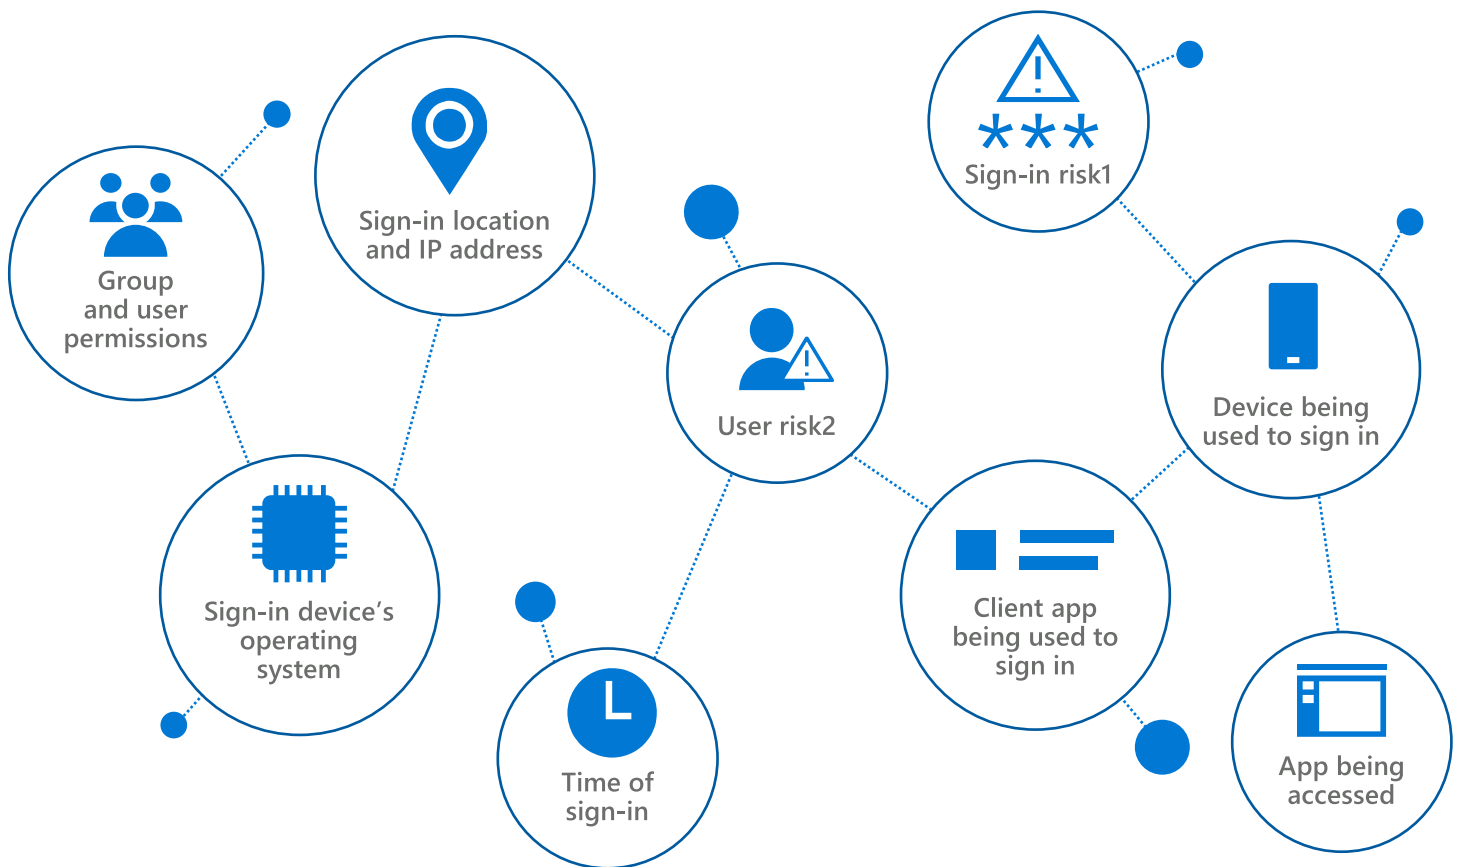 Sign-in risk1
Sign-in location
and IP address
Group
and user
permissions
User risk2
Device being
used to sign in
Sign-in device’s
operating
system
Client app
being used to
sign in
Time of
sign-in
App being
accessed